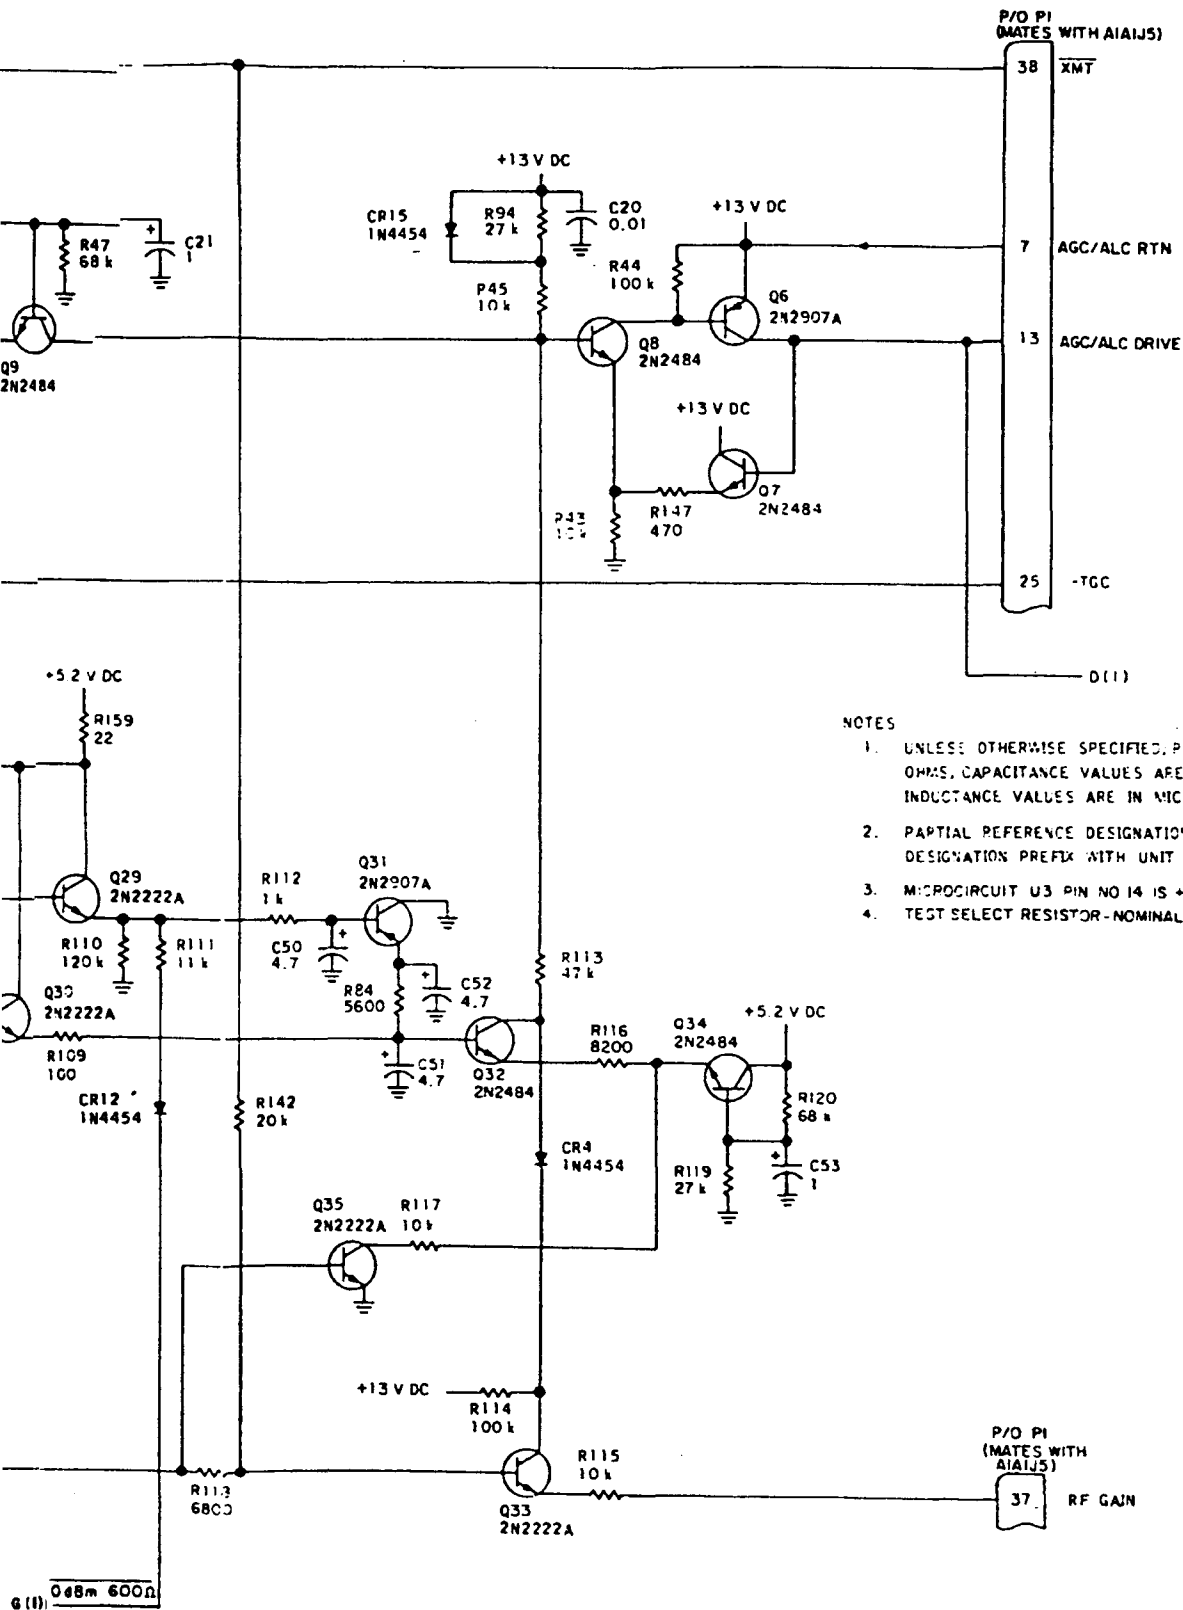 P/O P1
(MATES WITH A1A1J5)
38 XMT
+13 V DC
CR15
1N4454
R94
27 k
C20
0.01
+13 V DC
R47
68 k
C21
1
7 AGC/ALC RTN
R44
100 k
P45
10 k
Q6
2N2907A
Q9
2N2484
Q8
2N2484
13 AGC/ALC DRIVE
+13 V DC
Q7
2N2484
R147
470
25 -TGC
+5.2 V DC
D(1)
R159
22
NOTES
1. UNLESS OTHERWISE SPECIFIED,
OHMS, CAPACITANCE VALUES ARE
INDUCTANCE VALUES ARE IN MIC
2. PARTIAL REFERENCE DESIGNATION
DESIGNATION PREFIX WITH UNIT
3. MICROCIRCUIT U3 PIN NO 14 IS +
4. TEST SELECT RESISTOR-NOMINAL
Q29
2N2222A
R112
1 k
Q31
2N2907A
R110
120 k
R111
11 k
C50
4.7
R113
47 k
R84
5600
C52
4.7
Q30
2N2222A
R109
100
C51
4.7
Q32
2N2484
R116
8200
Q34
2N2484
+5.2 V DC
CR12
1N4454
R142
20 k
R120
68 k
CR4
1N4454
R119
27 k
C53
1
Q35
2N2222A
R117
10 k
+13 V DC
R114
100 k
P/O P1
(MATES WITH
A1A1J5)
R115
10 k
37 RF GAIN
Q33
2N2222A
G(1) 0dBm 600Ω